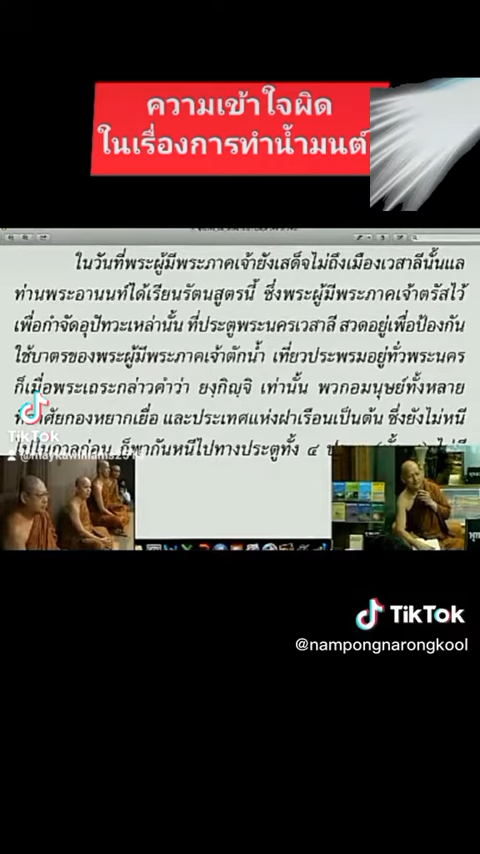 ความเข้าใจผิด
ในเรื่องการทำน้ำมนต์
ในวันที่พระผู้มีพระภาคเจ้ายังเสด็จไม่ถึงเมืองเวสาลีนั้นแล
ท่านพระอานนท์ได้เรียนรัตนสูตรนี้ ซึ่งพระผู้มีพระภาคเจ้าตรัสไว้
เพื่อกำจัดอุปัทวะเหล่านั้น ที่ประตูพระนครเวสาลี สวดอยู่เพื่อป้องกัน
ใช้บาตรของพระผู้มีพระภาคเจ้าตักน้ำ เที่ยวประพรมอยู่ทั่วพระนคร
ก็เมื่อพระเถระกล่าวคำว่า ยงฺกิญฺจิ เท่านั้น พวกอมนุษย์ทั้งหลาย
ศัยกองหยากเยื่อ และประเทศแห่งฝาเรือนเป็นต้น ซึ่งยังไม่หนี
ก็พากันหนีไปทางประตูทั้ง ๔
TikTok
TikTok
@nampongnarongkool